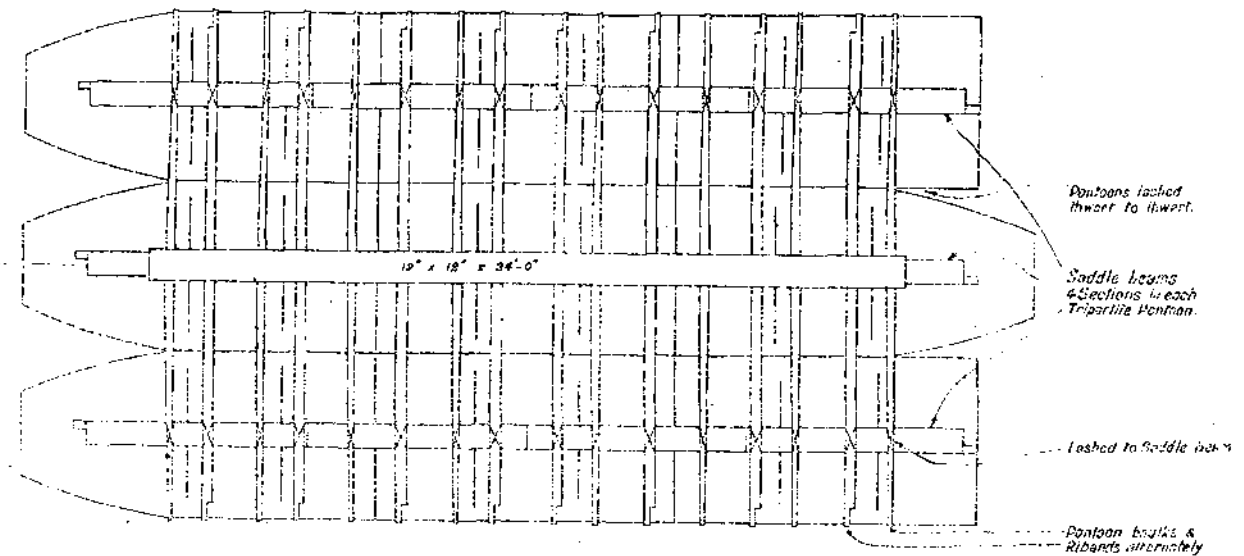 Pontoons lashed
thwart to thwart.
12" x 12" x 34'-0"
Saddle beams
4 Sections in each
Tripartite Pontoon.
Lashed to Saddle beam
Pontoon baulks &
Ribands alternately